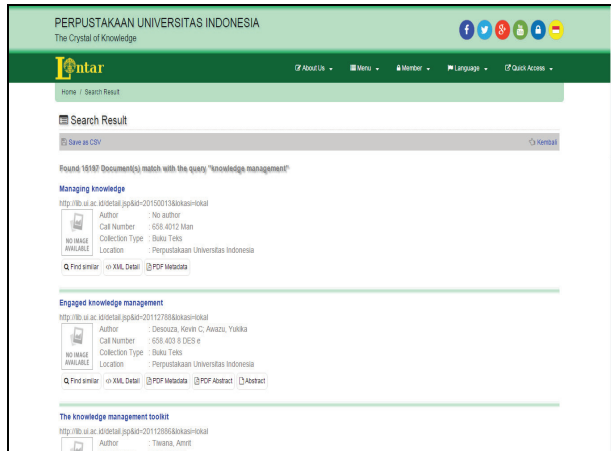 PERPUSTAKAAN UNIVERSITAS INDONESIA
The Crystal of Knowledge
Lontar
About Us Menu Member Language Quick Access
Home / Search Result
Search Result
Save as CSV Kembali
Found 15197 Document(s) match with the query "knowledge management"
Managing knowledge
http://lib.ui.ac.id/detail.jsp&id=20150013&lokasi=lokal
Author : No author
Call Number : 658.4012 Man
Collection Type : Buku Teks
NO IMAGE AVAILABLE
Location : Perpustakaan Universitas Indonesia
Find similar XML Detail PDF Metadata
Engaged knowledge management
http://lib.ui.ac.id/detail.jsp&id=20112788&lokasi=lokal
Author : Desouza, Kevin C; Awazu, Yukika
Call Number : 658.403 8 DES e
Collection Type : Buku Teks
NO IMAGE AVAILABLE
Location : Perpustakaan Universitas Indonesia
Find similar XML Detail PDF Metadata PDF Abstract Abstract
The knowledge management toolkit
http://lib.ui.ac.id/detail.jsp&id=20112886&lokasi=lokal
Author : Tiwana, Amrit